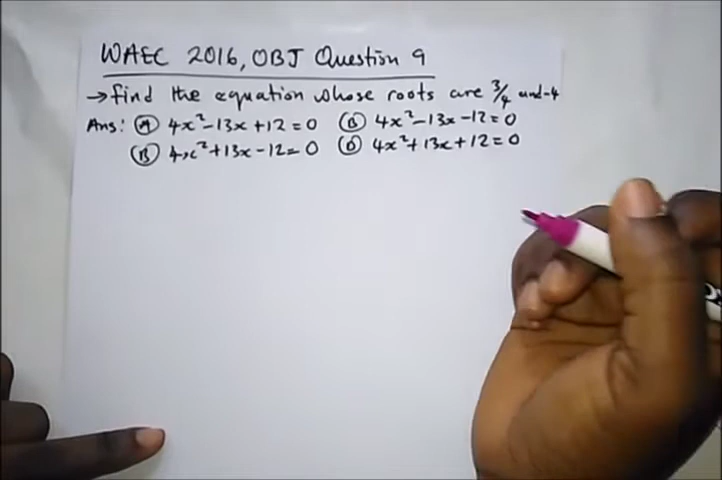 WAEC 2016, OBJ Question 9
→ find the equation whose roots are 3/4 and -4
Ans: (A) 4x² - 13x + 12 = 0 (C) 4x² - 13x - 12 = 0
(B) 4x² + 13x - 12 = 0 (D) 4x² + 13x + 12 = 0